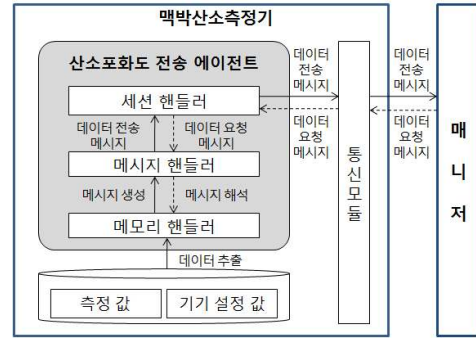 맥박산소측정기
산소포화도 전송 에이전트
세션 핸들러
데이터 전송
메시지
데이터 요청
메시지
메시지 핸들러
메시지 생성
메시지 해석
메모리 핸들러
데이터 추출
측정 값
기기 설정 값
데이터
전송
메시지
데이터
요청
메시지
통
신
모
듈
데이터
전송
메시지
데이터
요청
메시지
매
니
저